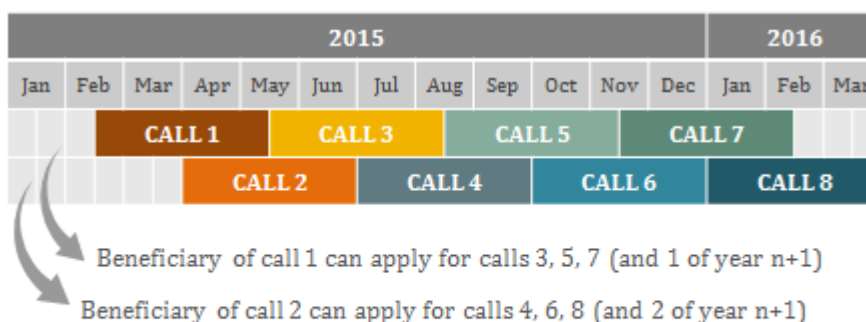 2015 2016
Jan Feb Mar Apr May Jun Jul Aug Sep Oct Nov Dec Jan Feb Mar
CALL 1 CALL 3 CALL 5 CALL 7
CALL 2 CALL 4 CALL 6 CALL 8
Beneficiary of call 1 can apply for calls 3, 5, 7 (and 1 of year n+1)
Beneficiary of call 2 can apply for calls 4, 6, 8 (and 2 of year n+1)